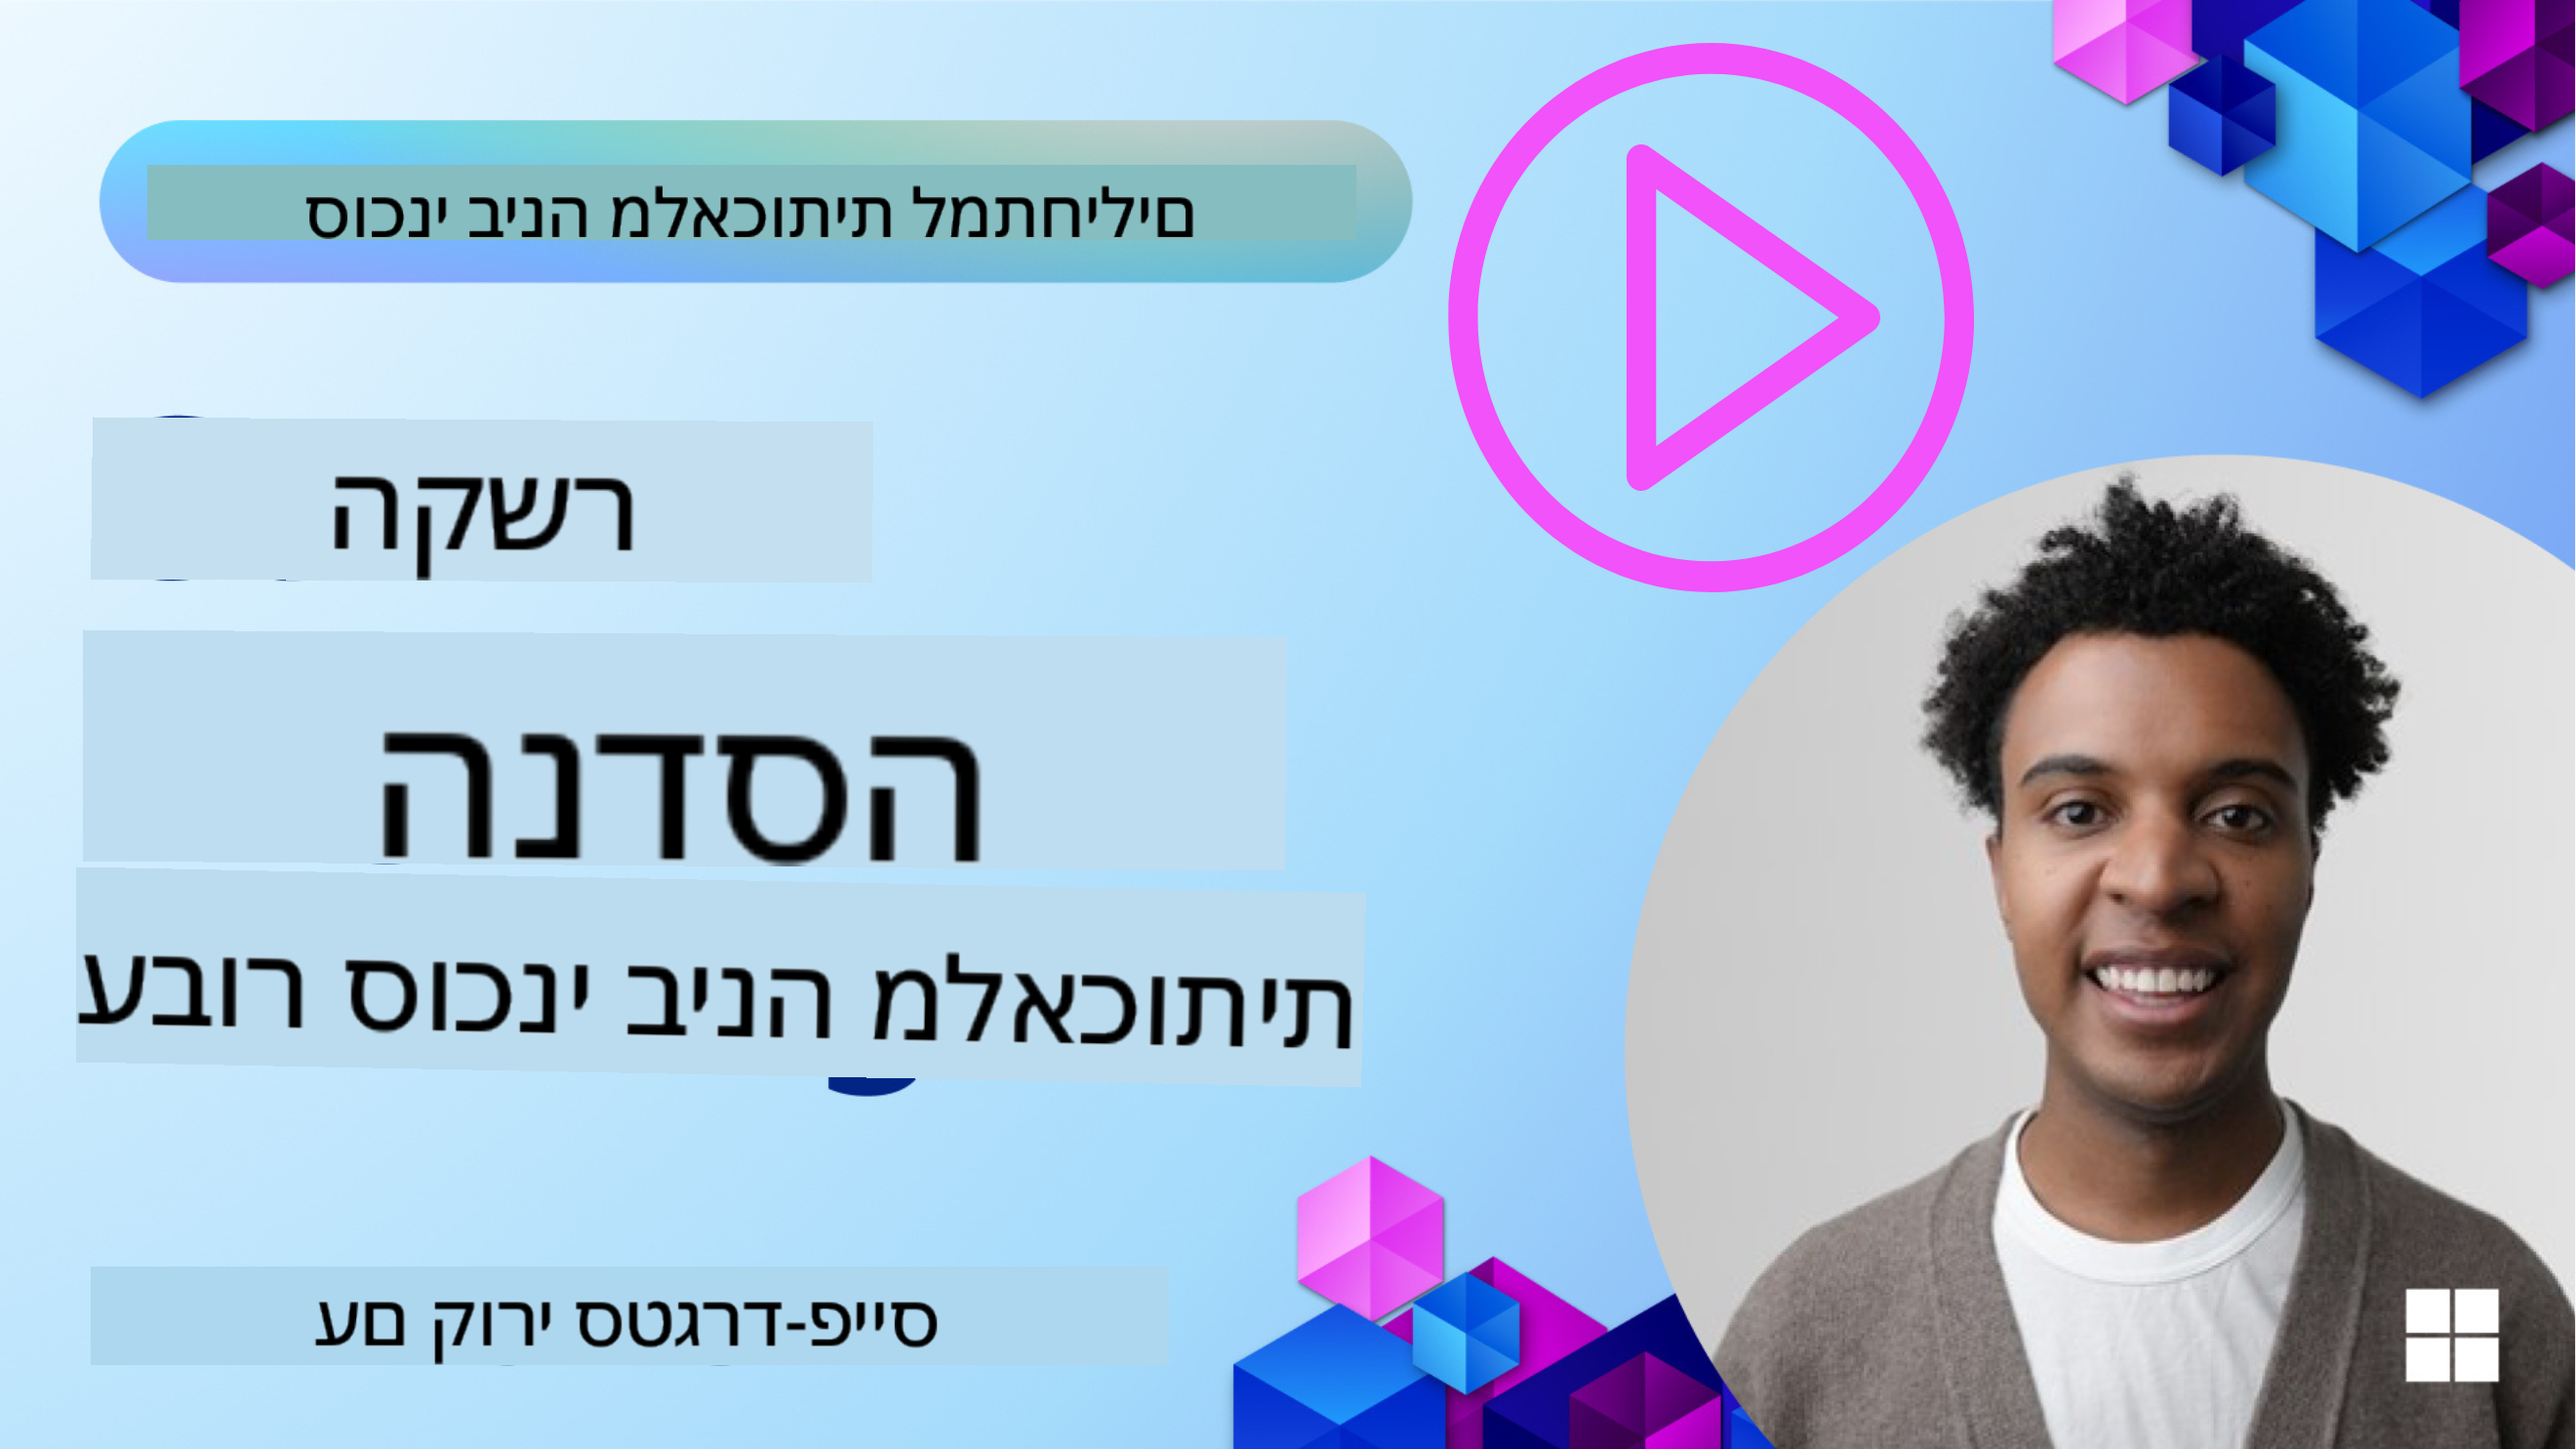 םיליחתמל תיתוכאלמ הניב ינכוס
רשקה
הסדנה
תיתוכאלמ הניב ינכוס רובע
סייפ-דרגטס ירוק םע